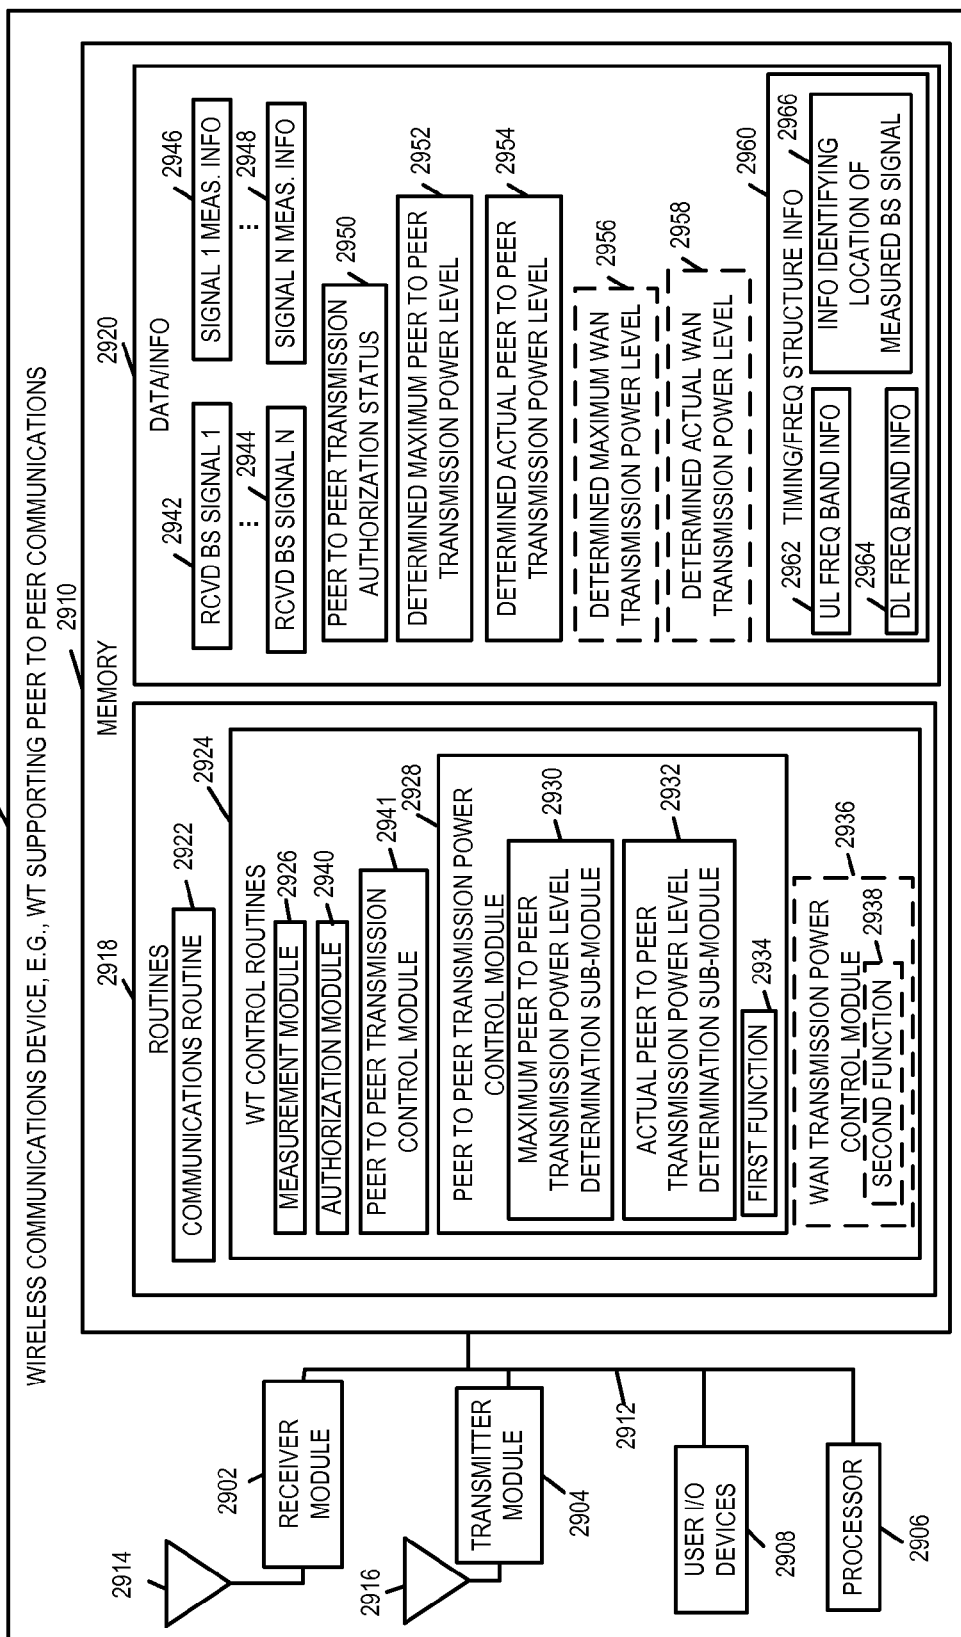 WIRELESS COMMUNICATIONS DEVICE, E.G., WT SUPPORTING PEER TO PEER COMMUNICATIONS
2914
2902
RECEIVER
MODULE
2916
TRANSMITTER
MODULE
2904
2912
USER I/O
DEVICES
2908
PROCESSOR
2906
2910
MEMORY
2918
ROUTINES
2922
COMMUNICATIONS ROUTINE
2924
WT CONTROL ROUTINES
2926
MEASUREMENT MODULE
2940
AUTHORIZATION MODULE
2941
PEER TO PEER TRANSMISSION
CONTROL MODULE
2928
PEER TO PEER TRANSMISSION POWER
CONTROL MODULE
2930
MAXIMUM PEER TO PEER
TRANSMISSION POWER LEVEL
DETERMINATION SUB-MODULE
2932
ACTUAL PEER TO PEER
TRANSMISSION POWER LEVEL
DETERMINATION SUB-MODULE
2934
FIRST FUNCTION
2936
WAN TRANSMISSION POWER
CONTROL MODULE
2938
SECOND FUNCTION
2920
DATA/INFO
2942
RCVD BS SIGNAL 1
2946
SIGNAL 1 MEAS. INFO
...
2944
RCVD BS SIGNAL N
...
2948
SIGNAL N MEAS. INFO
2950
PEER TO PEER TRANSMISSION
AUTHORIZATION STATUS
2952
DETERMINED MAXIMUM PEER TO PEER
TRANSMISSION POWER LEVEL
2954
DETERMINED ACTUAL PEER TO PEER
TRANSMISSION POWER LEVEL
2956
DETERMINED MAXIMUM WAN
TRANSMISSION POWER LEVEL
2958
DETERMINED ACTUAL WAN
TRANSMISSION POWER LEVEL
2960
TIMING/FREQ STRUCTURE INFO
2962
UL FREQ BAND INFO
2964
DL FREQ BAND INFO
2966
INFO IDENTIFYING
LOCATION OF
MEASURED BS SIGNAL